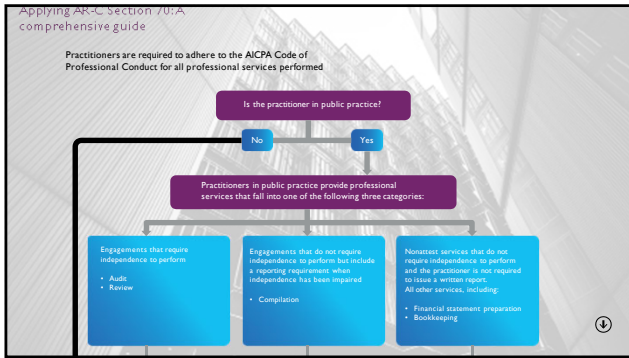 Applying AR-C Section 70: A
comprehensive guide
Practitioners are required to adhere to the AICPA Code of
Professional Conduct for all professional services performed
Is the practitioner in public practice?
No
Yes
Practitioners in public practice provide professional
services that fall into one of the following three categories:
Engagements that require
independence to perform
• Audit
• Review
Engagements that do not require
independence to perform but include
a reporting requirement when
independence has been impaired
• Compilation
Nonattest services that do not
require independence to perform
and the practitioner is not required
to issue a written report.
All other services, including:
• Financial statement preparation
• Bookkeeping